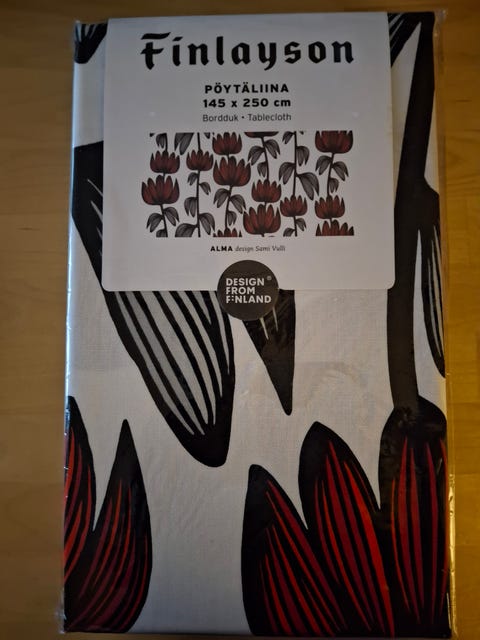 Finlayson
PÖYTÄLIINA
145 x 250 cm
Bordduk • Tablecloth
ALMA design Sami Vulli
DESIGN ®
FROM
FINLAND